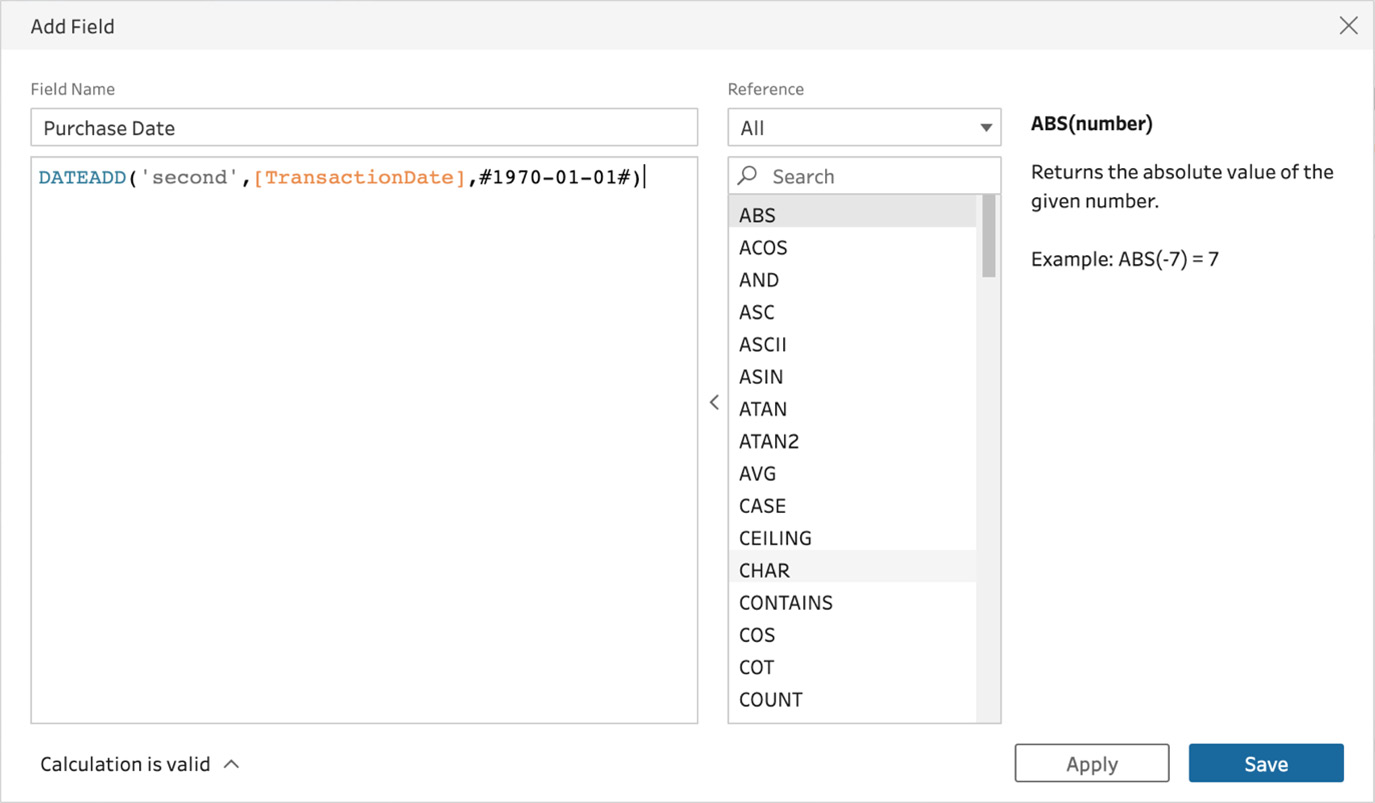 Add Field
Field Name
Purchase Date
DATEADD('second',[TransactionDate],#1970-01-01#)
Calculation is valid
Reference
All
Search
ABS
ACOS
AND
ASC
ASCII
ASIN
ATAN
ATAN2
AVG
CASE
CEILING
CHAR
CONTAINS
COS
COT
COUNT
ABS(number)
Returns the absolute value of the
given number.
Example: ABS(-7) = 7
Apply
Save